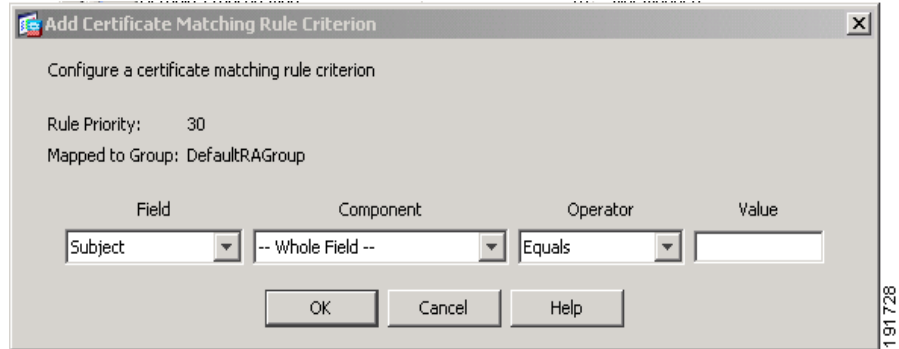 Add Certificate Matching Rule Criterion
Configure a certificate matching rule criterion
Rule Priority: 30
Mapped to Group: DefaultRAGroup
Field Component Operator Value
Subject -- Whole Field -- Equals
OK Cancel Help
191728